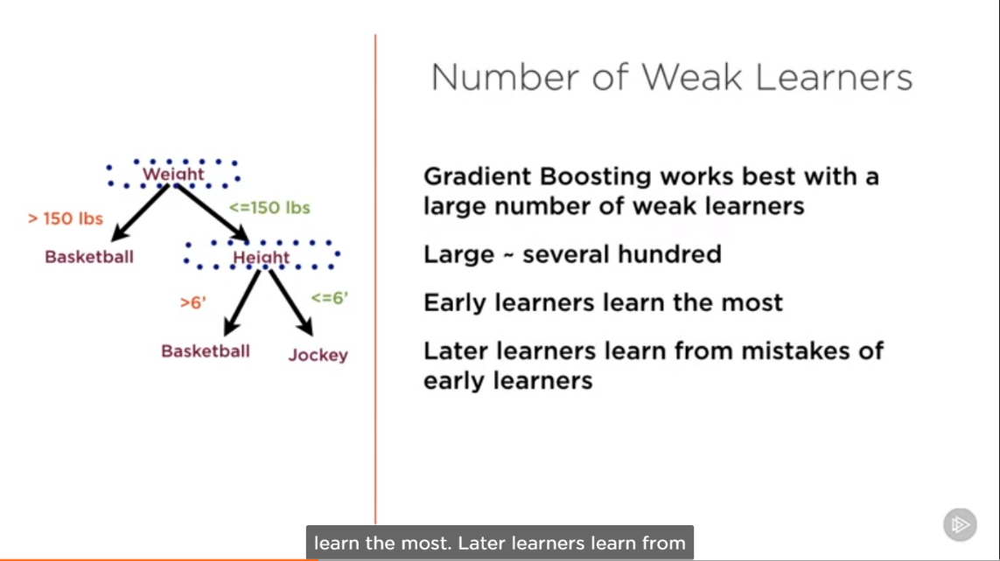 Number of Weak Learners
Weight
> 150 lbs
<=150 lbs
Basketball
Height
>6'
<=6'
Basketball
Jockey
Gradient Boosting works best with a
large number of weak learners
Large ~ several hundred
Early learners learn the most
Later learners learn from mistakes of
early learners
learn the most. Later learners learn from